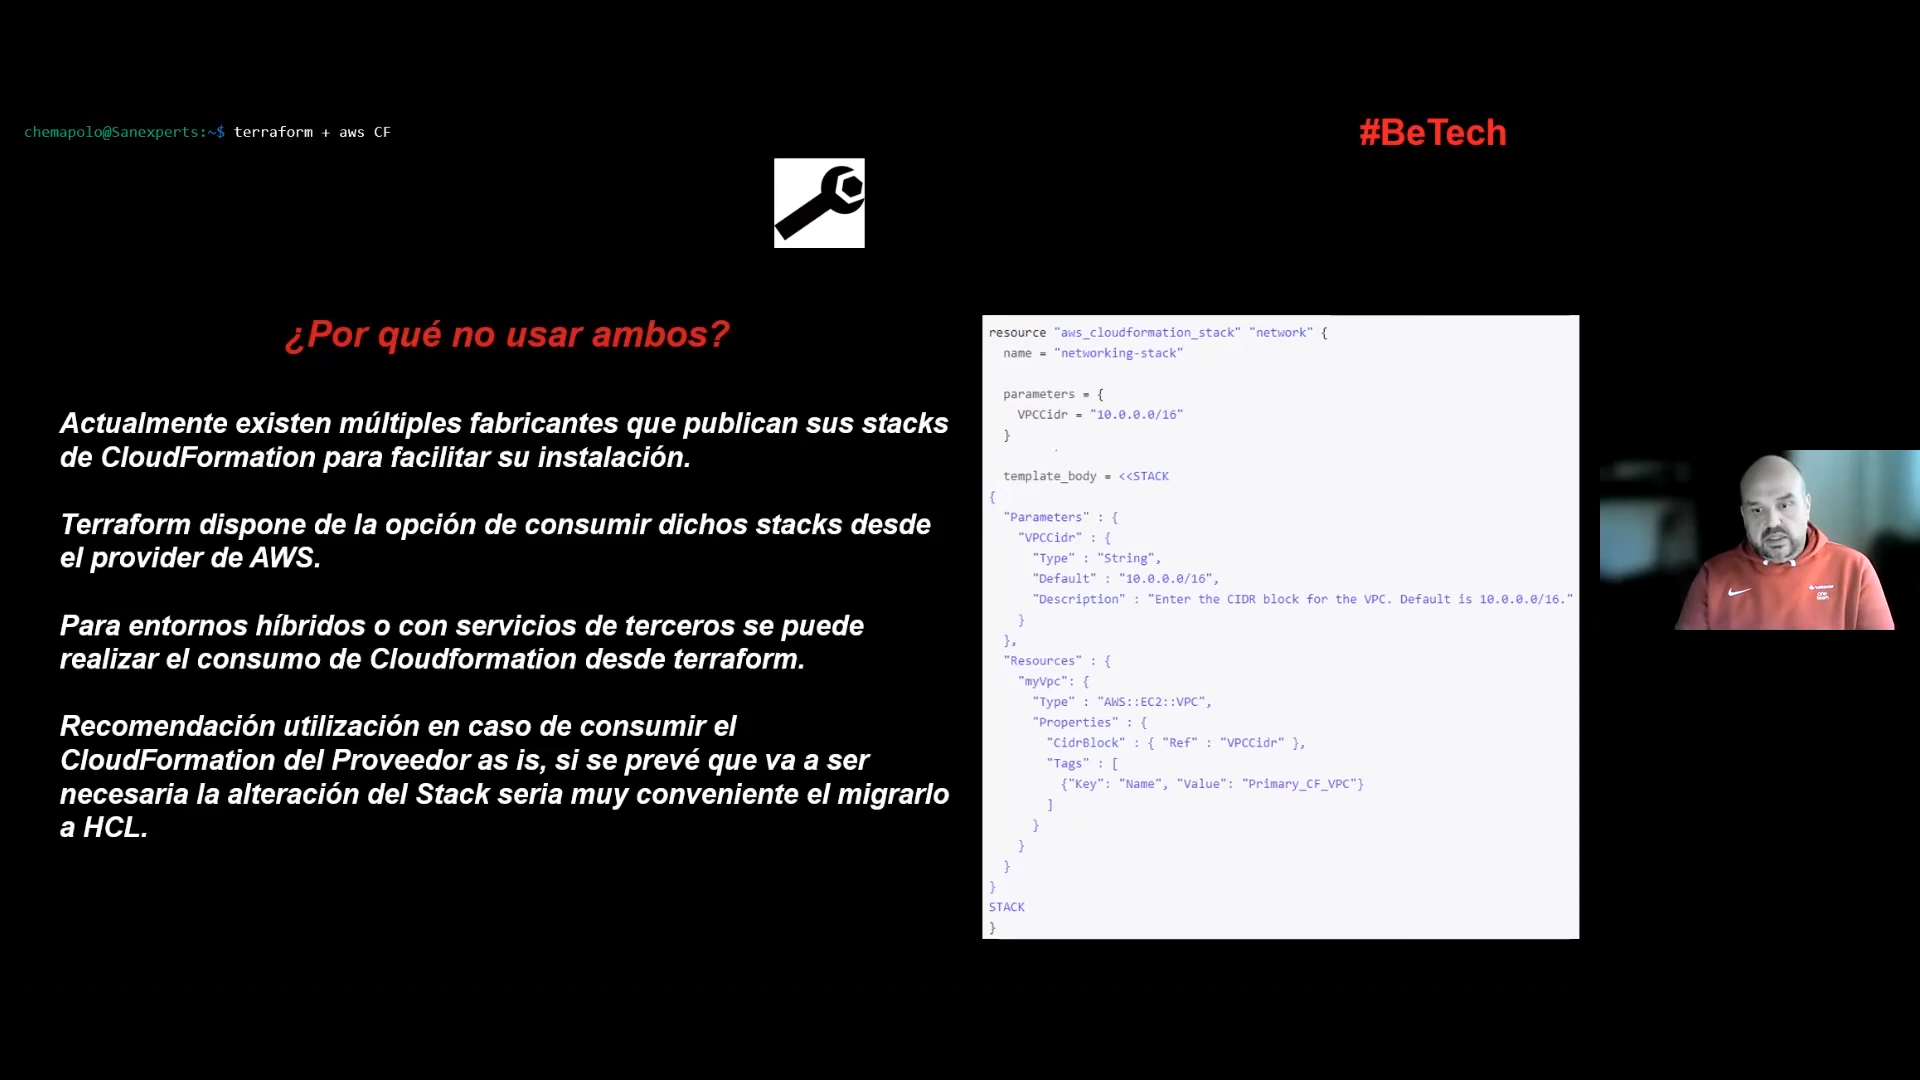 chemapolo@Sanexperts:~$ terraform + aws CF
#BeTech
¿Por qué no usar ambos?
Actualmente existen múltiples fabricantes que publican sus stacks
de CloudFormation para facilitar su instalación.
Terraform dispone de la opción de consumir dichos stacks desde
el provider de AWS.
Para entornos híbridos o con servicios de terceros se puede
realizar el consumo de Cloudformation desde terraform.
Recomendación utilización en caso de consumir el
CloudFormation del Proveedor as is, si se prevé que va a ser
necesaria la alteración del Stack seria muy conveniente el migrarlo
a HCL.
resource "aws_cloudformation_stack" "network" {
  name = "networking-stack"
  parameters = {
    VPCCidr = "10.0.0.0/16"
  }
  template_body = <<STACK
{
  "Parameters" : {
    "VPCCidr" : {
      "Type" : "String",
      "Default" : "10.0.0.0/16",
      "Description" : "Enter the CIDR block for the VPC. Default is 10.0.0.0/16."
    }
  },
  "Resources" : {
    "myVpc": {
      "Type" : "AWS::EC2::VPC",
      "Properties" : {
        "CidrBlock" : { "Ref" : "VPCCidr" },
        "Tags" : [
          {"Key": "Name", "Value": "Primary_CF_VPC"}
        ]
      }
    }
  }
}
STACK
}